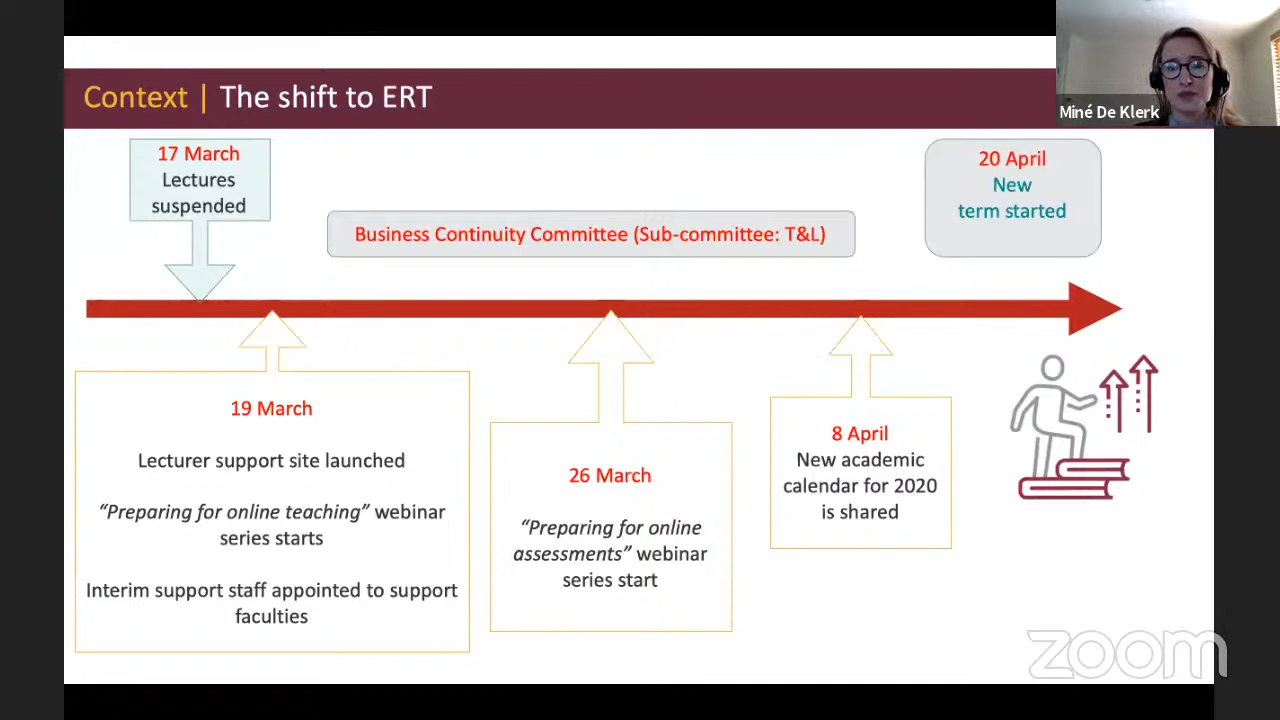 Context | The shift to ERT
Miné De Klerk
17 March
Lectures
suspended
Business Continuity Committee (Sub-committee: T&L)
20 April
New
term started
19 March
Lecturer support site launched
“Preparing for online teaching” webinar
series starts
Interim support staff appointed to support
faculties
26 March
“Preparing for online
assessments” webinar
series start
8 April
New academic
calendar for 2020
is shared
zoom